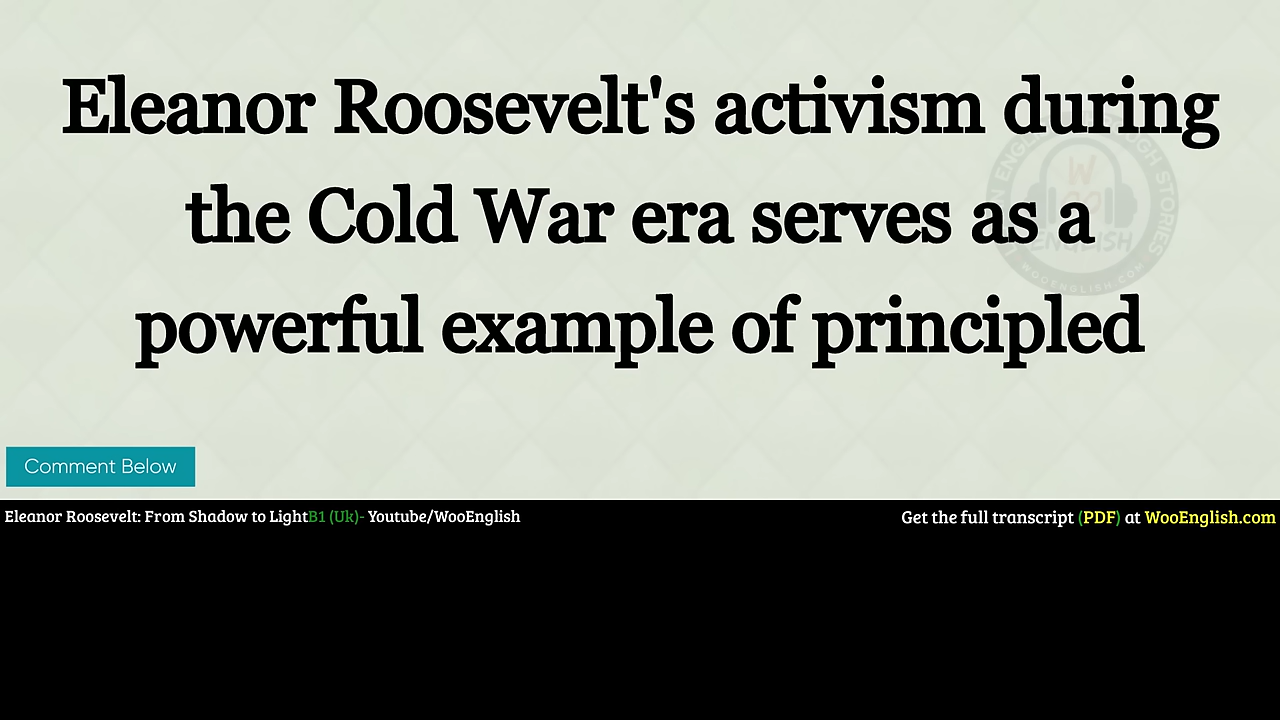 Eleanor Roosevelt's activism during
the Cold War era serves as a
powerful example of principled
Comment Below
Eleanor Roosevelt: From Shadow to LightB1 (Uk)- Youtube/WooEnglish
Get the full transcript (PDF) at WooEnglish.com